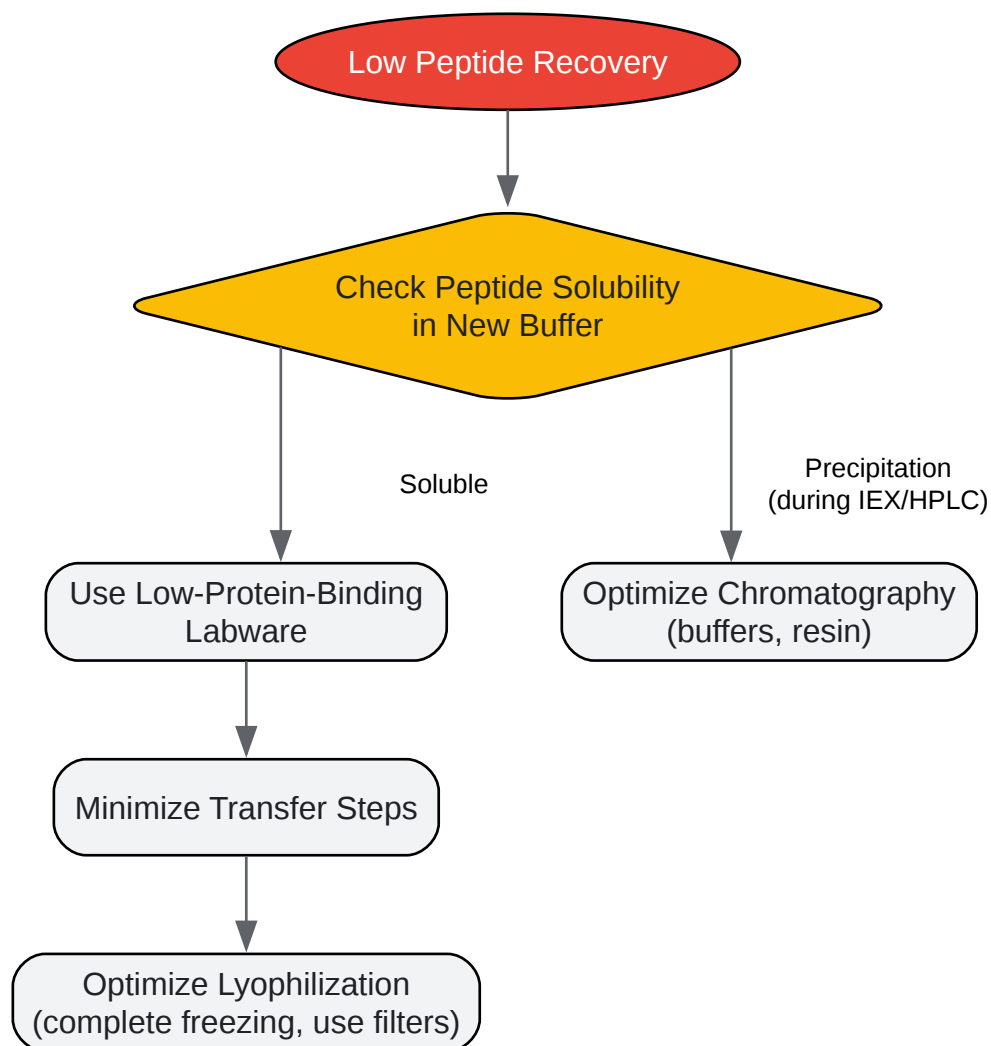 Low Peptide Recovery
Check Peptide Solubility
in New Buffer
Soluble
Precipitation
(during IEX/HPLC)
Use Low-Protein-Binding
Labware
Optimize Chromatography
(buffers, resin)
Minimize Transfer Steps
Optimize Lyophilization
(complete freezing, use filters)